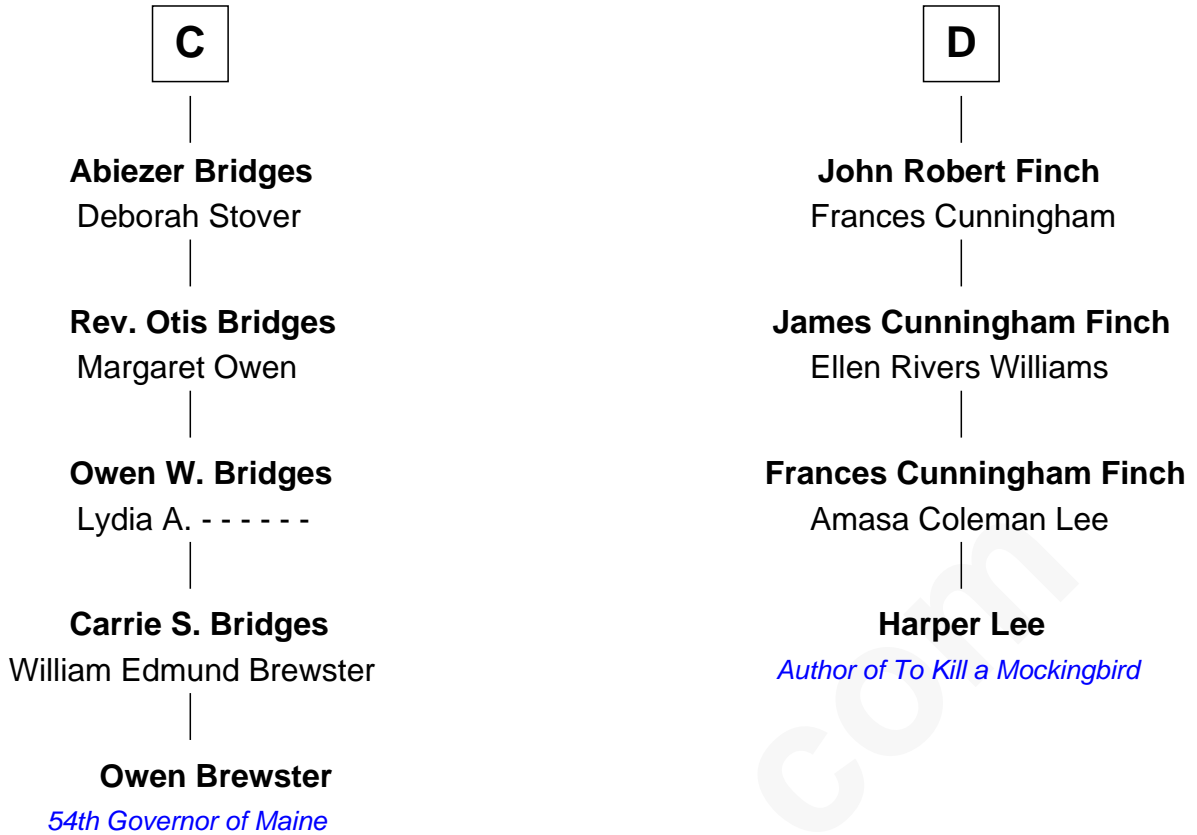 C
Abiezer Bridges
Deborah Stover
Rev. Otis Bridges
Margaret Owen
Owen W. Bridges
Lydia A. - - - - - -
Carrie S. Bridges
William Edmund Brewster
Owen Brewster
54th Governor of Maine
D
John Robert Finch
Frances Cunningham
James Cunningham Finch
Ellen Rivers Williams
Frances Cunningham Finch
Amasa Coleman Lee
Harper Lee
Author of To Kill a Mockingbird
com